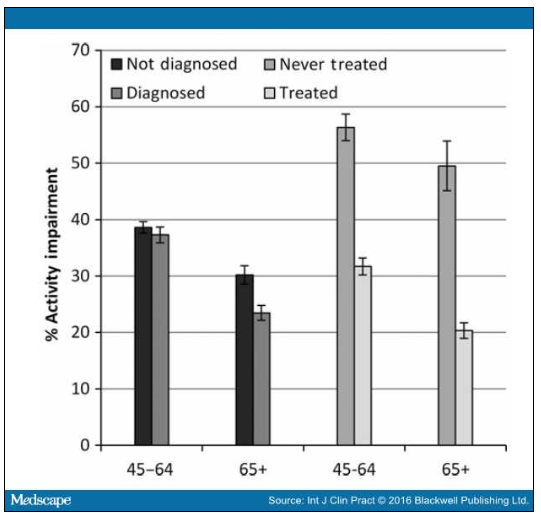 70
Not diagnosed Never treated
Diagnosed Treated
60
50
40
30
20
10
0
% Activity impairment
45–64 65+ 45-64 65+
Medscape Source: Int J Clin Pract © 2016 Blackwell Publishing Ltd.